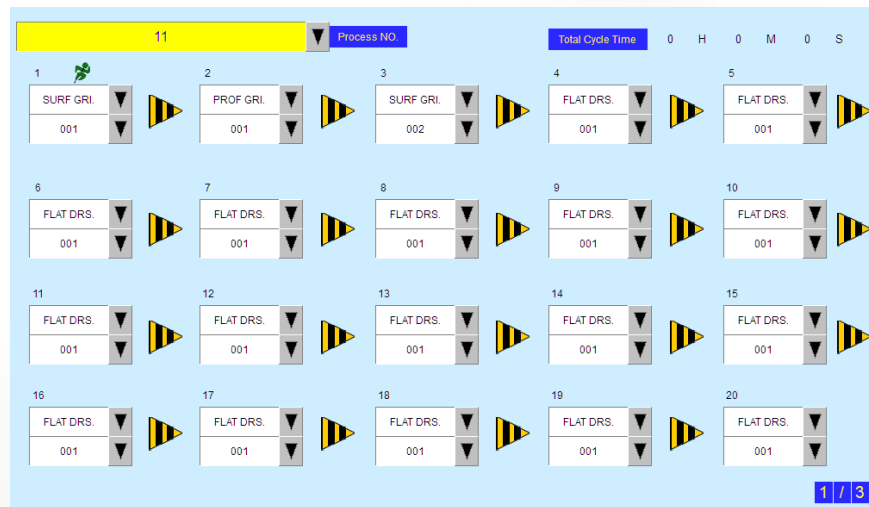 11 Process NO. Total Cycle Time 0 H 0 M 0 S
1 2 3 4 5
SURF GRI. PROF GRI. SURF GRI. FLAT DRS. FLAT DRS.
001 001 002 001 001
6 7 8 9 10
FLAT DRS. FLAT DRS. FLAT DRS. FLAT DRS. FLAT DRS.
001 001 001 001 001
11 12 13 14 15
FLAT DRS. FLAT DRS. FLAT DRS. FLAT DRS. FLAT DRS.
001 001 001 001 001
16 17 18 19 20
FLAT DRS. FLAT DRS. FLAT DRS. FLAT DRS. FLAT DRS.
001 001 001 001 001
1 / 3